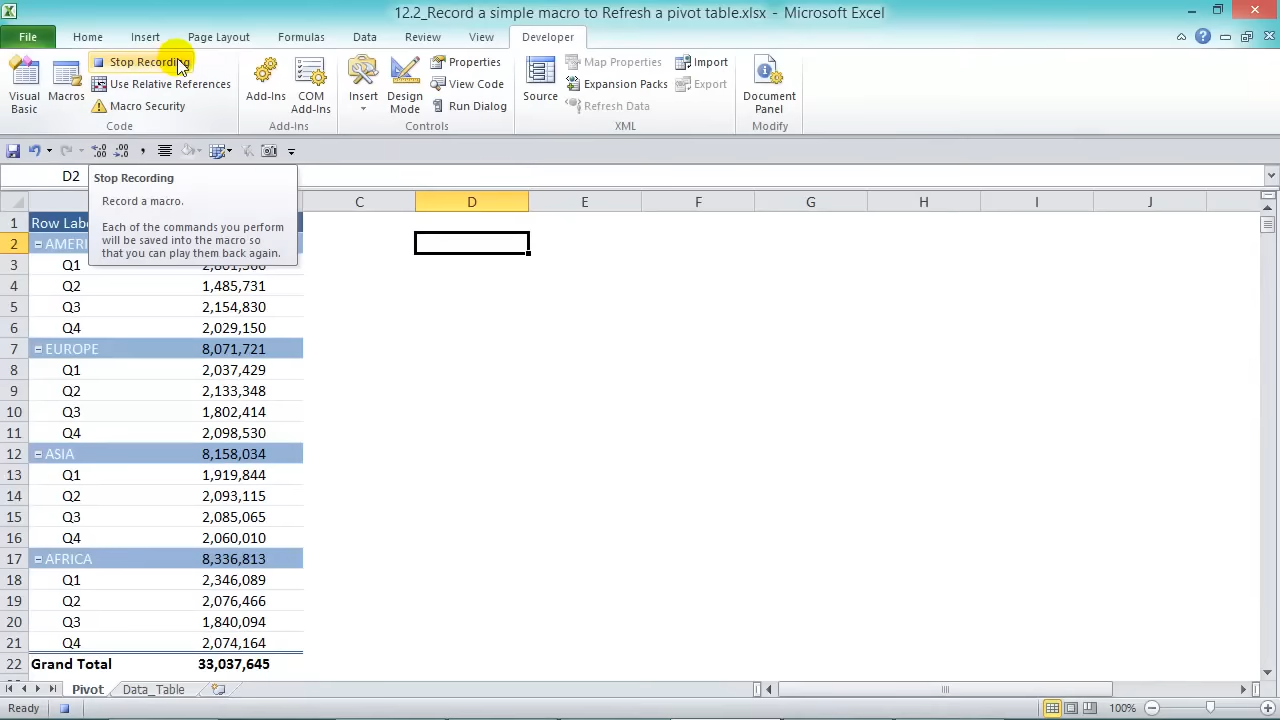 12.2_Record a simple macro to Refresh a pivot table.xlsx - Microsoft Excel
File Home Insert Page Layout Formulas Data Review View Developer
Visual Basic
Macros
Stop Recording
Use Relative References
Macro Security
Code
Add-Ins
COM Add-Ins
Add-Ins
Insert
Design Mode
Properties
View Code
Run Dialog
Controls
Source
Map Properties
Expansion Packs
Refresh Data
Import
Export
XML
Document Panel
Modify
D2
Stop Recording
Record a macro.
Each of the commands you perform
will be saved into the macro so
that you can play them back again.
C D E F G H I J
1 Row Labe
2 AMERI
3 Q1
4 Q2 1,485,731
5 Q3 2,154,830
6 Q4 2,029,150
7 EUROPE 8,071,721
8 Q1 2,037,429
9 Q2 2,133,348
10 Q3 1,802,414
11 Q4 2,098,530
12 ASIA 8,158,034
13 Q1 1,919,844
14 Q2 2,093,115
15 Q3 2,085,065
16 Q4 2,060,010
17 AFRICA 8,336,813
18 Q1 2,346,089
19 Q2 2,076,466
20 Q3 1,840,094
21 Q4 2,074,164
22 Grand Total 33,037,645
Pivot Data_Table
Ready 100%